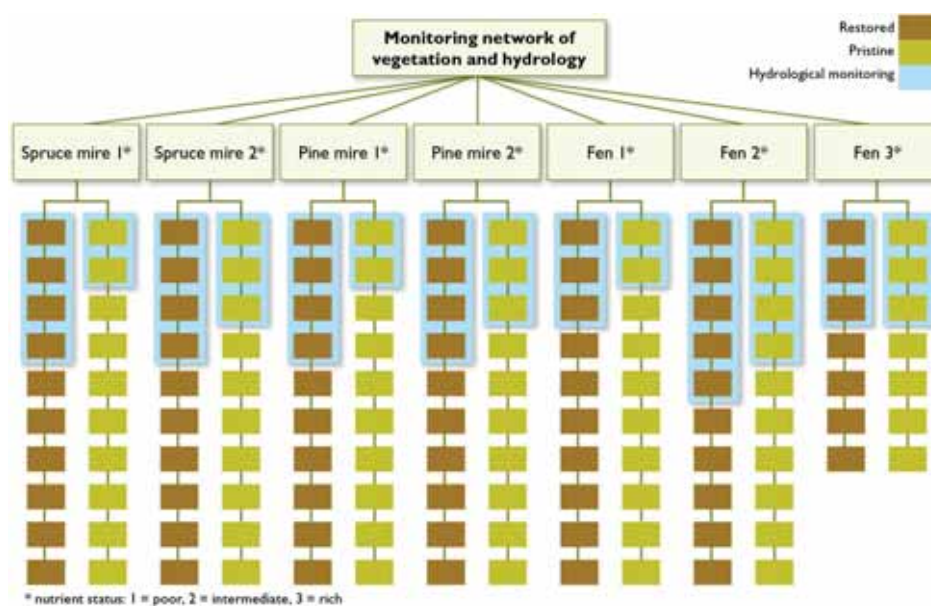 Monitoring network of
vegetation and hydrology
Restored
Pristine
Hydrological monitoring
Spruce mire 1*
Spruce mire 2*
Pine mire 1*
Pine mire 2*
Fen 1*
Fen 2*
Fen 3*
* nutrient status: 1 = poor, 2 = intermediate, 3 = rich